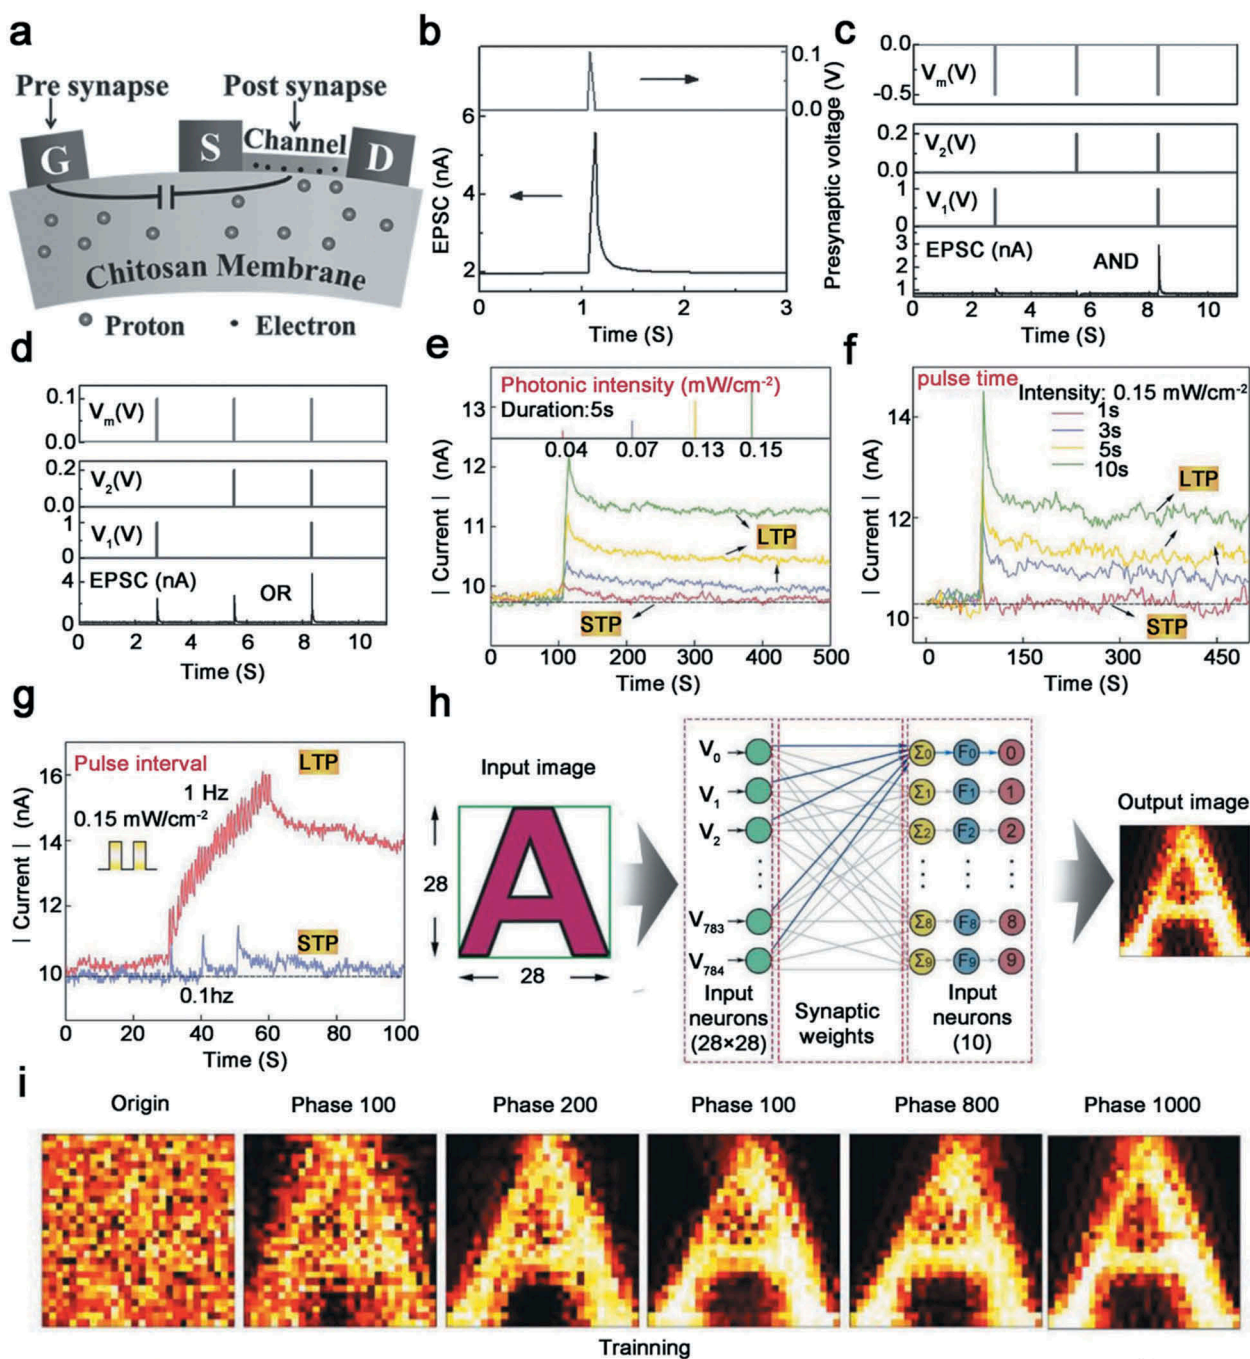 a
Pre synapse
Post synapse
G
S
Channel
D
Chitosan Membrane
Proton
Electron
b
EPSC (nA)
6
4
2
0
1
2
3
Time (S)
0.1
0.0
Presynaptic voltage (V)
c
0.0
-0.5
Vm(V)
0.2
0.0
V2(V)
1
0
V1(V)
3
2
1
EPSC (nA)
AND
0 2 4 6 8 10
Time (S)
d
0.1
0.0
Vm(V)
0.2
0.0
V2(V)
1
0
V1(V)
4
2
0
EPSC (nA)
OR
0 2 4 6 8 10
Time (S)
e
Photonic intensity (mW/cm-2)
Duration:5s
0.04 0.07 0.13 0.15
| Current | (nA)
13
12
11
10
LTP
STP
0 100 200 300 400 500
Time (S)
f
pulse time
Intensity: 0.15 mW/cm-2
1s
3s
5s
10s
| Current | (nA)
14
12
10
LTP
STP
0 150 300 450
Time (S)
g
Pulse interval
LTP
1 Hz
0.15 mW/cm-2
| Current | (nA)
16
14
12
10
STP
0.1hz
0 20 40 60 80 100
Time (S)
h
Input image
28
28
V0
V1
V2
V783
V784
Input
neurons
(28×28)
Synaptic
weights
Σ0 F0 0
Σ1 F1 1
Σ2 F2 2
Σ8 F8 8
Σ9 F9 9
Input
neurons
(10)
Output image
i
Origin
Phase 100
Phase 200
Phase 100
Phase 800
Phase 1000
Trainning